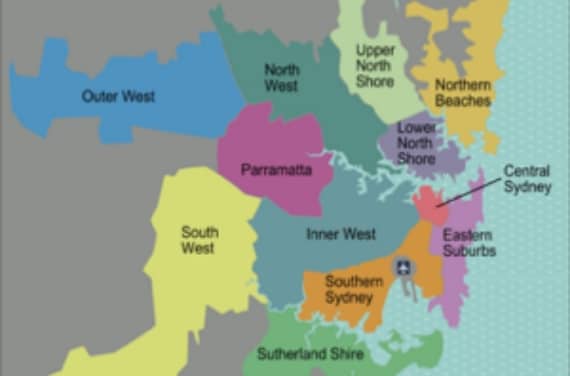 Upper
North
Shore
North
West
Northern
Beaches
Outer West
Lower
North
Shore
Parramatta
Central
Sydney
South
West
Inner West
Eastern
Suburbs
Southern
Sydney
Sutherland Shire